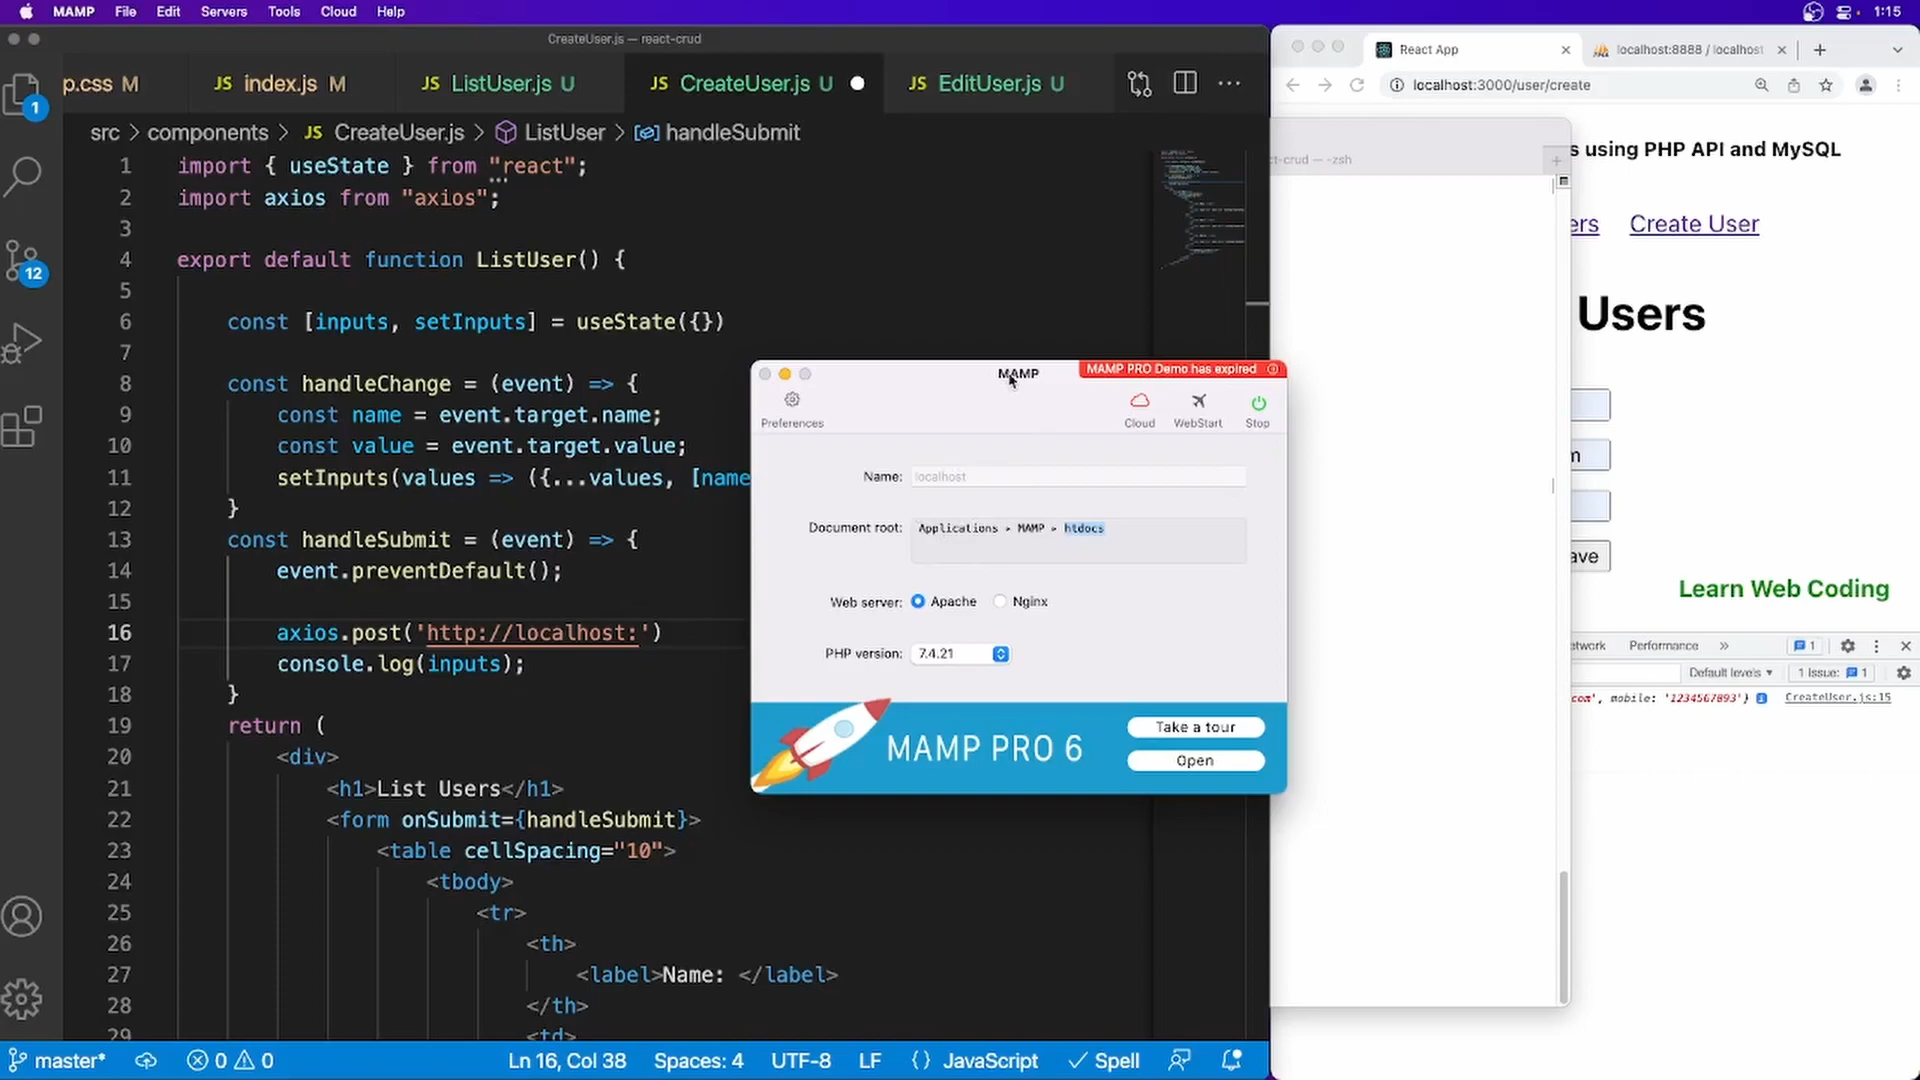 MAMP File Edit Servers Tools Cloud Help 1:15
CreateUser.js — react-crud
p.css M
JS index.js M
JS ListUser.js U
JS CreateUser.js U
JS EditUser.js U
src > components > JS CreateUser.js > ListUser > handleSubmit
1 import { useState } from "react";
2 import axios from "axios";
3
4 export default function ListUser() {
5
6 const [inputs, setInputs] = useState({})
7
8 const handleChange = (event) => {
9 const name = event.target.name;
10 const value = event.target.value;
11 setInputs(values => ({...values, [name
12 }
13 const handleSubmit = (event) => {
14 event.preventDefault();
15
16 axios.post('http://localhost:')
17 console.log(inputs);
18 }
19 return (
20 <div>
21 <h1>List Users</h1>
22 <form onSubmit={handleSubmit}>
23 <table cellSpacing="10">
24 <tbody>
25 <tr>
26 <th>
27 <label>Name: </label>
28 </th>
29 <td>
1
12
master* 0 0 Ln 16, Col 38 Spaces: 4 UTF-8 LF {} JavaScript Spell
MAMP
MAMP PRO Demo has expired
Preferences
Cloud WebStart Stop
Name: localhost
Document root: Applications ▸ MAMP ▸ htdocs
Web server: Apache Nginx
PHP version: 7.4.21
MAMP PRO 6
Take a tour
Open
React App
localhost:8888 / localhost
localhost:3000/user/create
ct-crud — -zsh
s using PHP API and MySQL
ers Create User
Users
m
ave
Learn Web Coding
etwork Performance » 1
Default levels 1 Issue: 1
com', mobile: '1234567893'} CreateUser.js:15